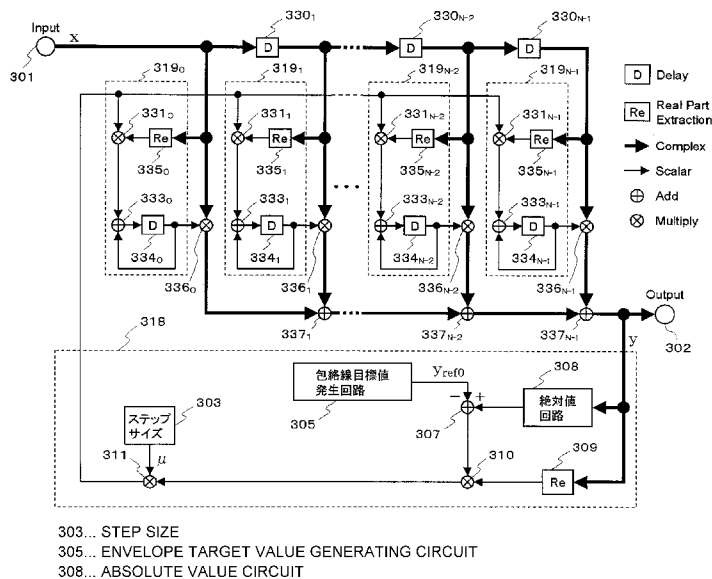 Input
x
301
330₁
330N-2
330N-1
D
D
D
319₀
319₁
319N-2
319N-1
331₀
331₁
331N-2
331N-1
Re
Re
Re
Re
335₀
335₁
335N-2
335N-1
333₀
333₁
333N-2
333N-1
D
D
D
D
334₀
334₁
334N-2
334N-1
336₀
336₁
336N-2
336N-1
337₁
337N-2
337N-1
D Delay
Re Real Part
Extraction
Complex
Scalar
Add
Multiply
Output
302
y
318
包絡線目標値
発生回路
305
yref0
− +
307
308
絶対値
回路
ステップ
サイズ
303
μ
311
310
309
Re
303... STEP SIZE
305... ENVELOPE TARGET VALUE GENERATING CIRCUIT
308... ABSOLUTE VALUE CIRCUIT